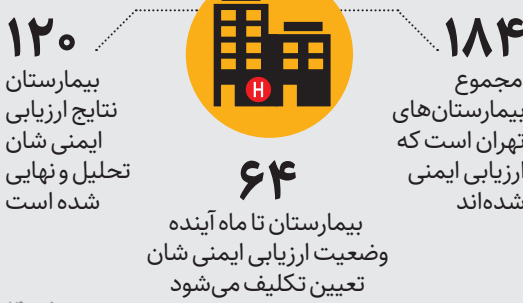 ۱۸۴
مجموع
بیمارستان‌های
تهران است که
ارزیابی ایمنی
شده‌اند
۱۲۰
بیمارستان
نتایج ارزیابی
ایمنی شان
تحلیل و نهایی
شده است
H
۶۴
بیمارستان تا ماه آینده
وضعیت ارزیابی ایمنی شان
تعیین تکلیف می‌شود